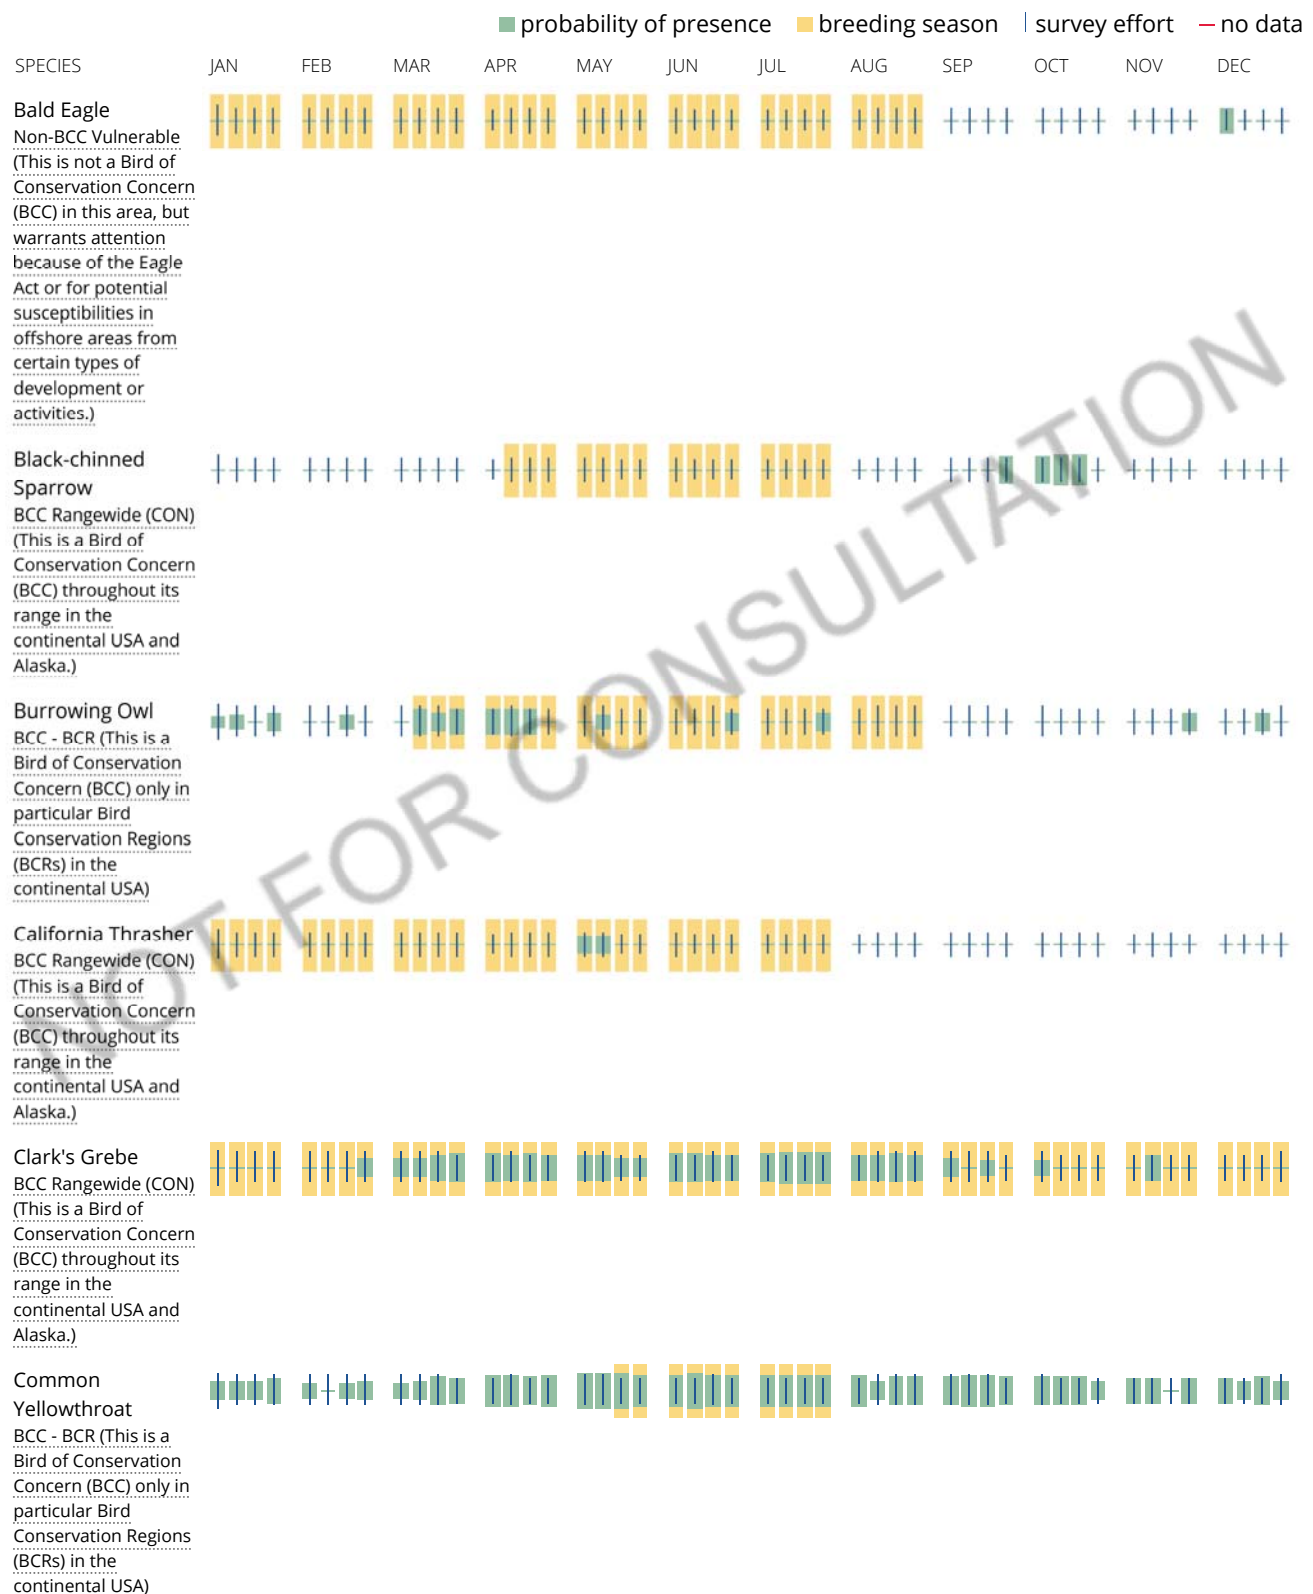 probability of presence breeding season survey effort no data
SPECIES JAN FEB MAR APR MAY JUN JUL AUG SEP OCT NOV DEC
Bald Eagle
Non-BCC Vulnerable
(This is not a Bird of
Conservation Concern
(BCC) in this area, but
warrants attention
because of the Eagle
Act or for potential
susceptibilities in
offshore areas from
certain types of
development or
activities.)
Black-chinned
Sparrow
BCC Rangewide (CON)
(This is a Bird of
Conservation Concern
(BCC) throughout its
range in the
continental USA and
Alaska.)
Burrowing Owl
BCC - BCR (This is a
Bird of Conservation
Concern (BCC) only in
particular Bird
Conservation Regions
(BCRs) in the
continental USA)
California Thrasher
BCC Rangewide (CON)
(This is a Bird of
Conservation Concern
(BCC) throughout its
range in the
continental USA and
Alaska.)
Clark's Grebe
BCC Rangewide (CON)
(This is a Bird of
Conservation Concern
(BCC) throughout its
range in the
continental USA and
Alaska.)
Common
Yellowthroat
BCC - BCR (This is a
Bird of Conservation
Concern (BCC) only in
particular Bird
Conservation Regions
(BCRs) in the
continental USA)
NOT FOR CONSULTATION